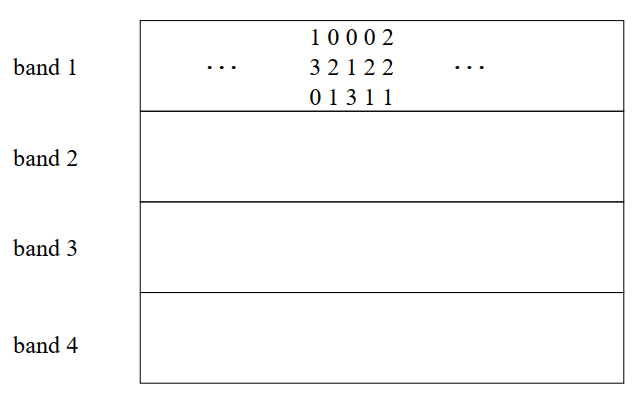 1 0 0 0 2
band 1 ... 3 2 1 2 2 ...
0 1 3 1 1
band 2
band 3
band 4